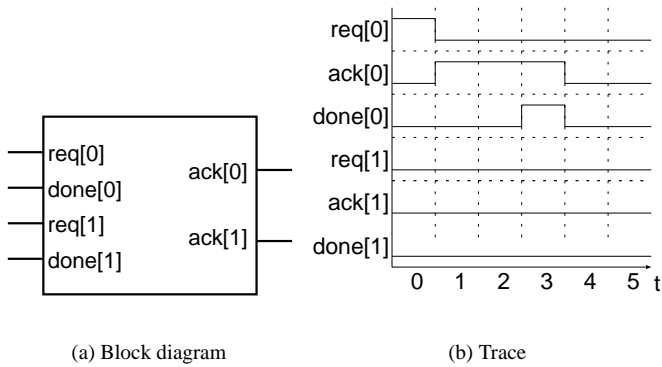 req[0]
done[0]
req[1]
done[1]
ack[0]
ack[1]
(a) Block diagram
req[0]
ack[0]
done[0]
req[1]
ack[1]
done[1]
0 1 2 3 4 5 t
(b) Trace